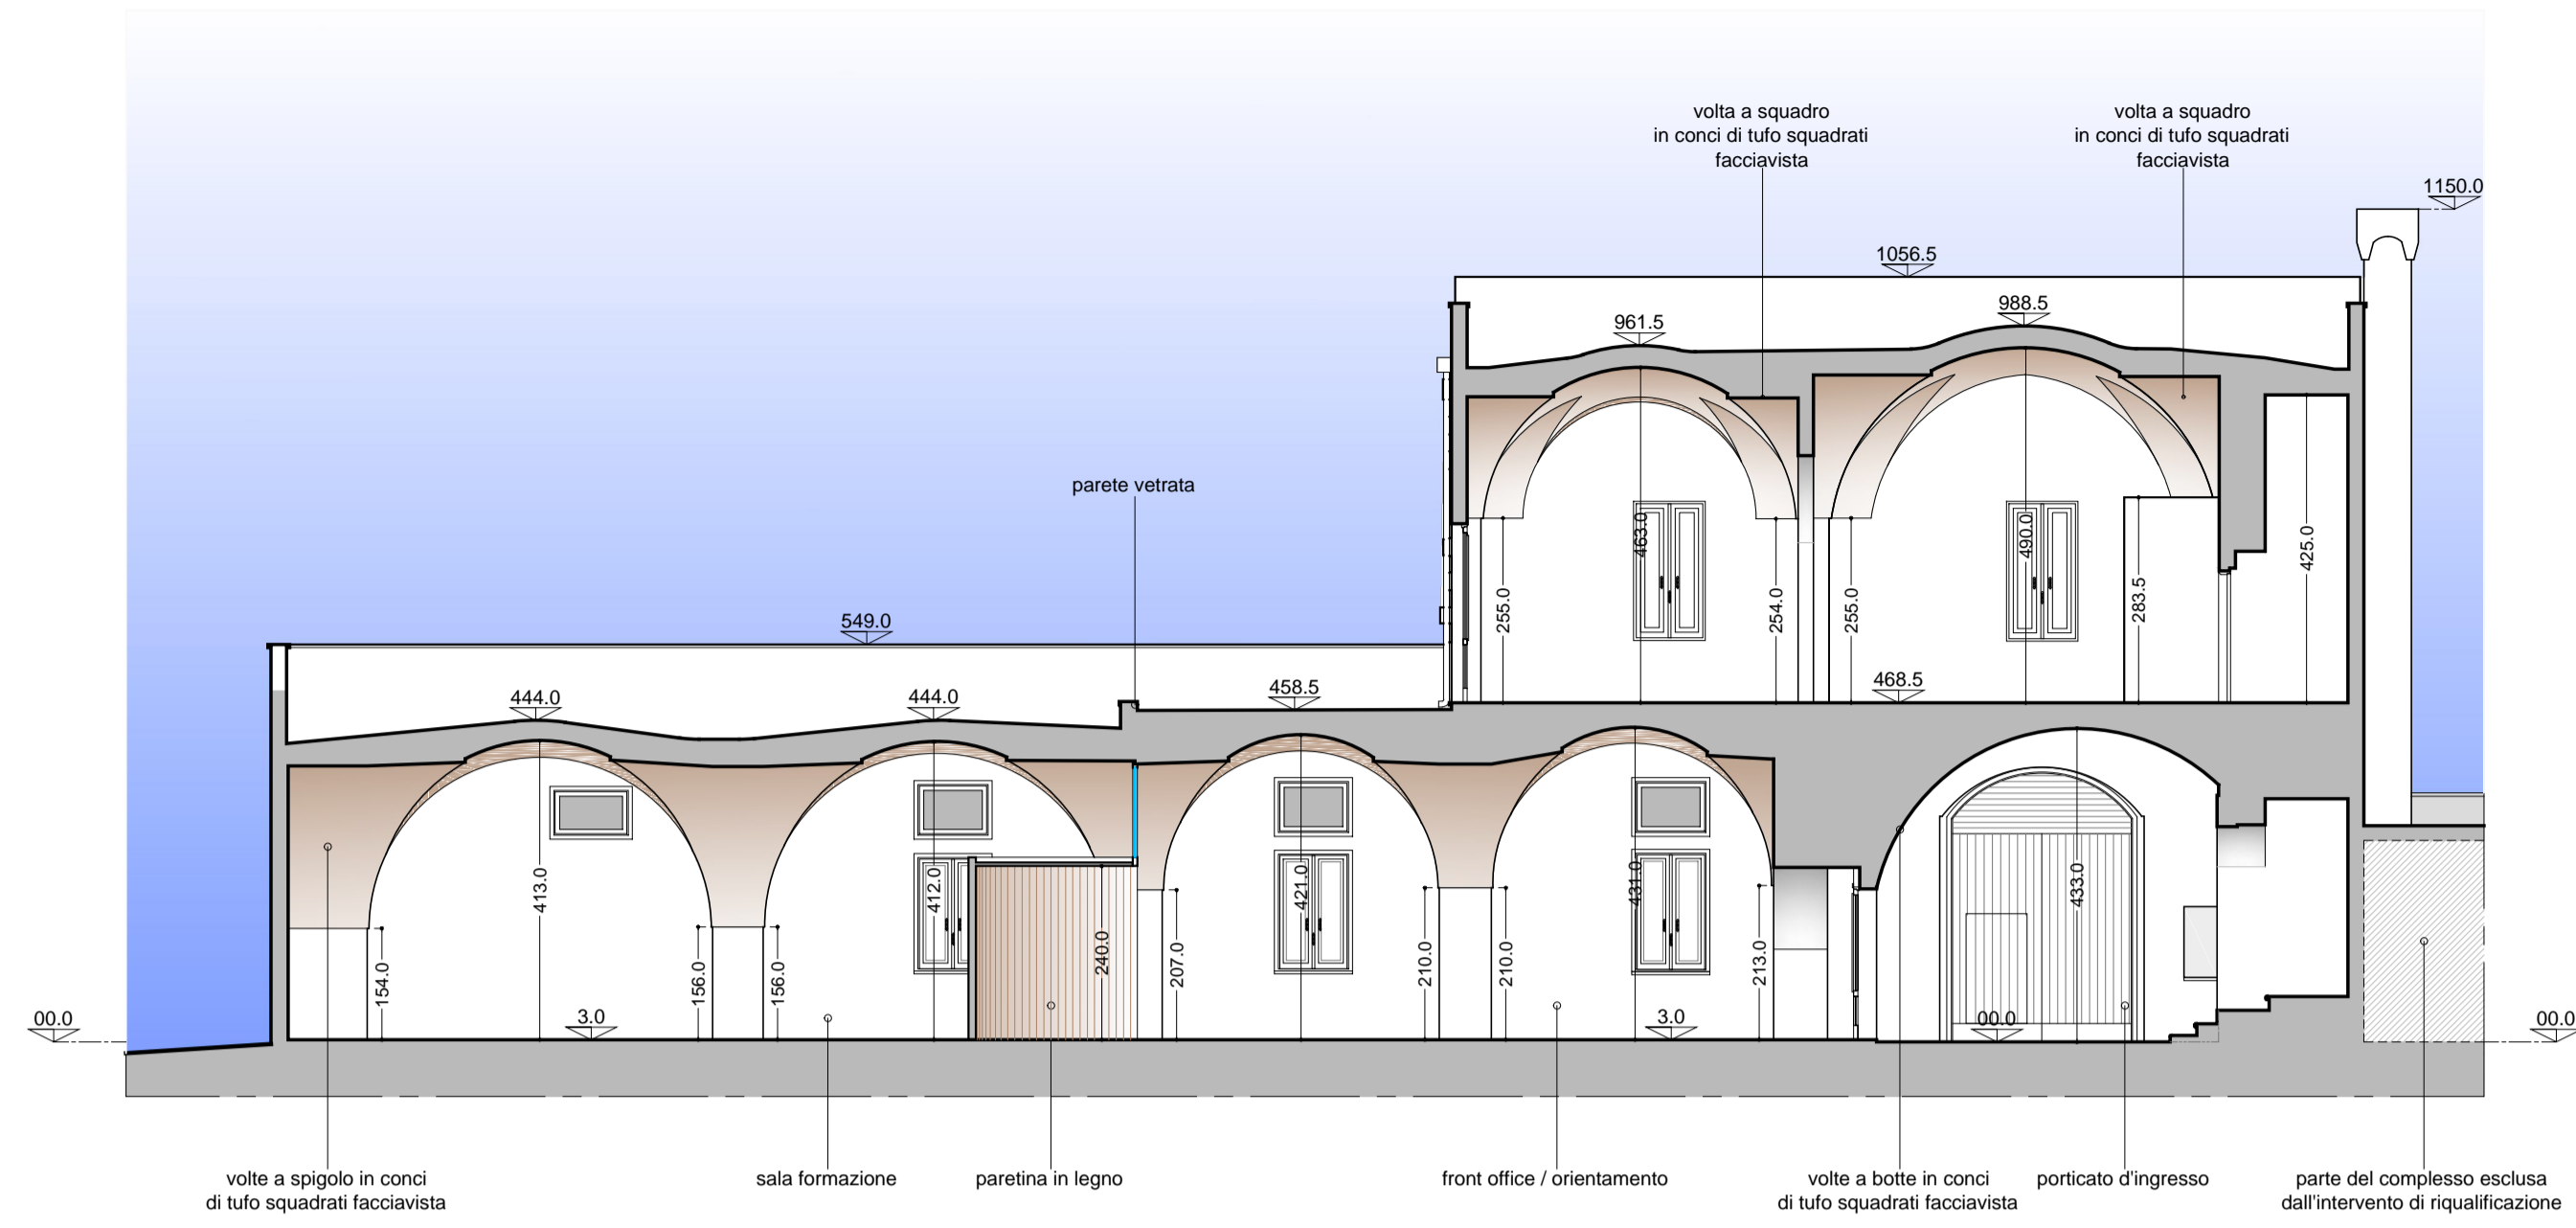 volta a squadro
in conci di tufo squadrati
facciavista
volta a squadro
in conci di tufo squadrati
facciavista
1150.0
1056.5
988.5
961.5
parete vetrata
463.0
490.0
425.0
255.0
254.0
255.0
283.5
549.0
444.0
444.0
458.5
468.5
413.0
412.0
421.0
431.0
433.0
154.0
156.0
156.0
240.0
207.0
210.0
210.0
213.0
00.0
3.0
3.0
00.0
00.0
volte a spigolo in conci
di tufo squadrati facciavista
sala formazione
paretina in legno
front office / orientamento
volte a botte in conci
di tufo squadrati facciavista
porticato d'ingresso
parte del complesso esclusa
dall'intervento di riqualificazione